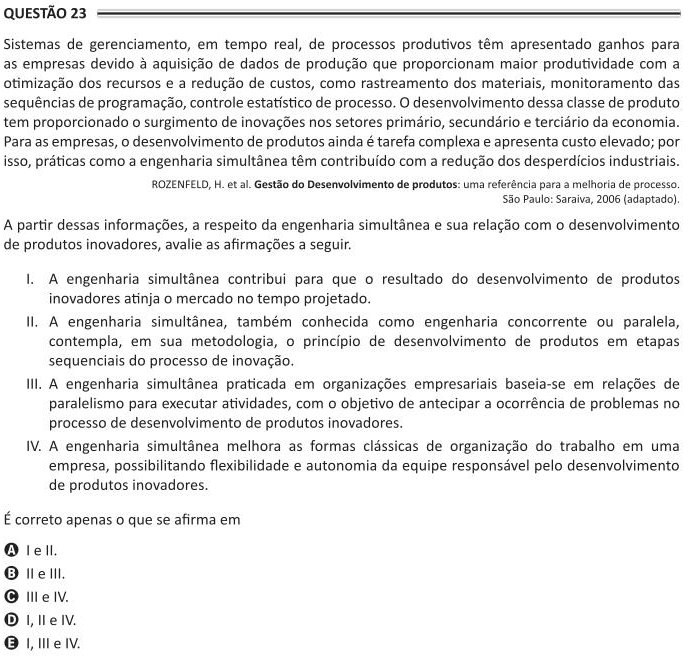 QUESTÃO 23
Sistemas de gerenciamento, em tempo real, de processos produtivos têm apresentado ganhos para
as empresas devido à aquisição de dados de produção que proporcionam maior produtividade com a
otimização dos recursos e a redução de custos, como rastreamento dos materiais, monitoramento das
sequências de programação, controle estatístico de processo. O desenvolvimento dessa classe de produto
tem proporcionado o surgimento de inovações nos setores primário, secundário e terciário da economia.
Para as empresas, o desenvolvimento de produtos ainda é tarefa complexa e apresenta custo elevado; por
isso, práticas como a engenharia simultânea têm contribuído com a redução dos desperdícios industriais.
ROZENFELD, H. et al. Gestão do Desenvolvimento de produtos: uma referência para a melhoria de processo.
São Paulo: Saraiva, 2006 (adaptado).
A partir dessas informações, a respeito da engenharia simultânea e sua relação com o desenvolvimento
de produtos inovadores, avalie as afirmações a seguir.
I. A engenharia simultânea contribui para que o resultado do desenvolvimento de produtos
inovadores atinja o mercado no tempo projetado.
II. A engenharia simultânea, também conhecida como engenharia concorrente ou paralela,
contempla, em sua metodologia, o princípio de desenvolvimento de produtos em etapas
sequenciais do processo de inovação.
III. A engenharia simultânea praticada em organizações empresariais baseia-se em relações de
paralelismo para executar atividades, com o objetivo de antecipar a ocorrência de problemas no
processo de desenvolvimento de produtos inovadores.
IV. A engenharia simultânea melhora as formas clássicas de organização do trabalho em uma
empresa, possibilitando flexibilidade e autonomia da equipe responsável pelo desenvolvimento
de produtos inovadores.
É correto apenas o que se afirma em
A I e II.
B II e III.
C III e IV.
D I, II e IV.
E I, III e IV.